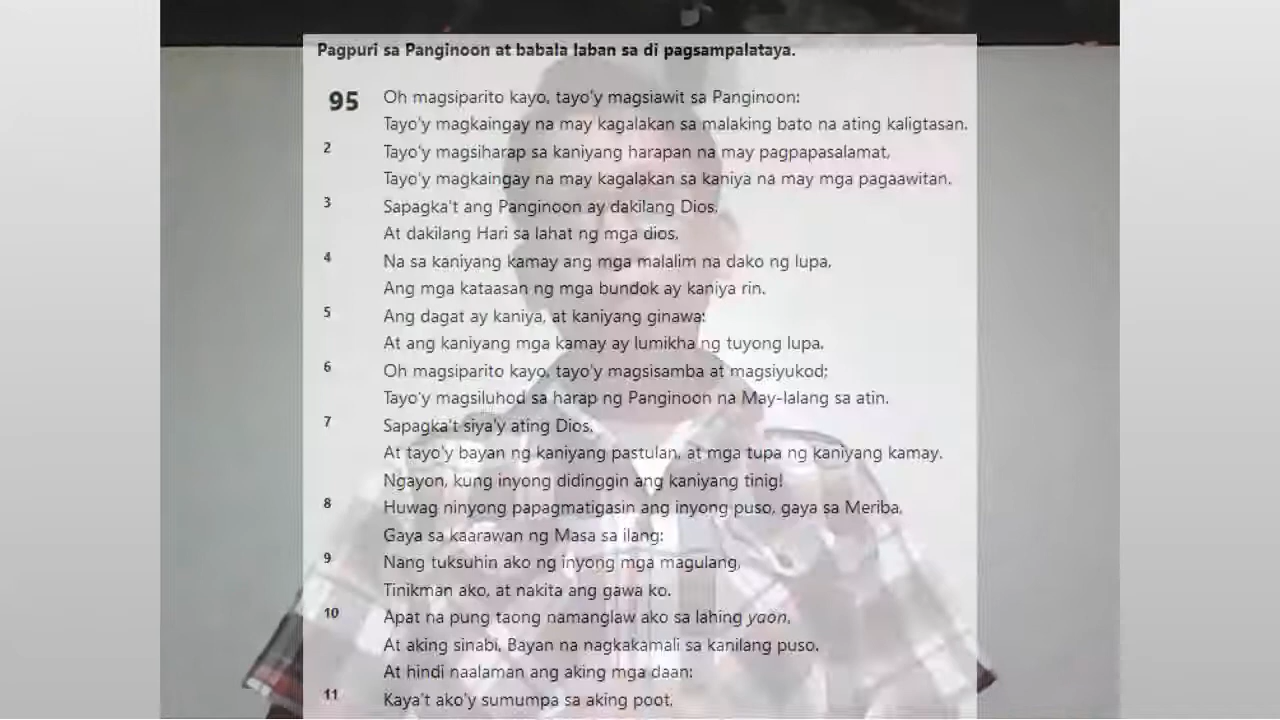 Pagpuri sa Panginoon at babala laban sa di pagsampalataya.
95 Oh magsiparito kayo, tayo'y magsiawit sa Panginoon:
Tayo'y magkaingay na may kagalakan sa malaking bato na ating kaligtasan.
2 Tayo'y magsiharap sa kaniyang harapan na may pagpapasalamat,
Tayo'y magkaingay na may kagalakan sa kaniya na may mga pagaawitan.
3 Sapagka't ang Panginoon ay dakilang Dios,
At dakilang Hari sa lahat ng mga dios.
4 Na sa kaniyang kamay ang mga malalim na dako ng lupa,
Ang mga kataasan ng mga bundok ay kaniya rin.
5 Ang dagat ay kaniya, at kaniyang ginawa:
At ang kaniyang mga kamay ay lumikha ng tuyong lupa.
6 Oh magsiparito kayo, tayo'y magsisamba at magsiyukod;
Tayo'y magsiluhod sa harap ng Panginoon na May-lalang sa atin.
7 Sapagka't siya'y ating Dios,
At tayo'y bayan ng kaniyang pastulan, at mga tupa ng kaniyang kamay.
Ngayon, kung inyong didinggin ang kaniyang tinig!
8 Huwag ninyong papagmatigasin ang inyong puso, gaya sa Meriba,
Gaya sa kaarawan ng Masa sa ilang:
9 Nang tuksuhin ako ng inyong mga magulang,
Tinikman ako, at nakita ang gawa ko.
10 Apat na pung taong namanglaw ako sa lahing yaon,
At aking sinabi, Bayan na nagkakamali sa kanilang puso.
At hindi naalaman ang aking mga daan:
11 Kaya't ako'y sumumpa sa aking poot,